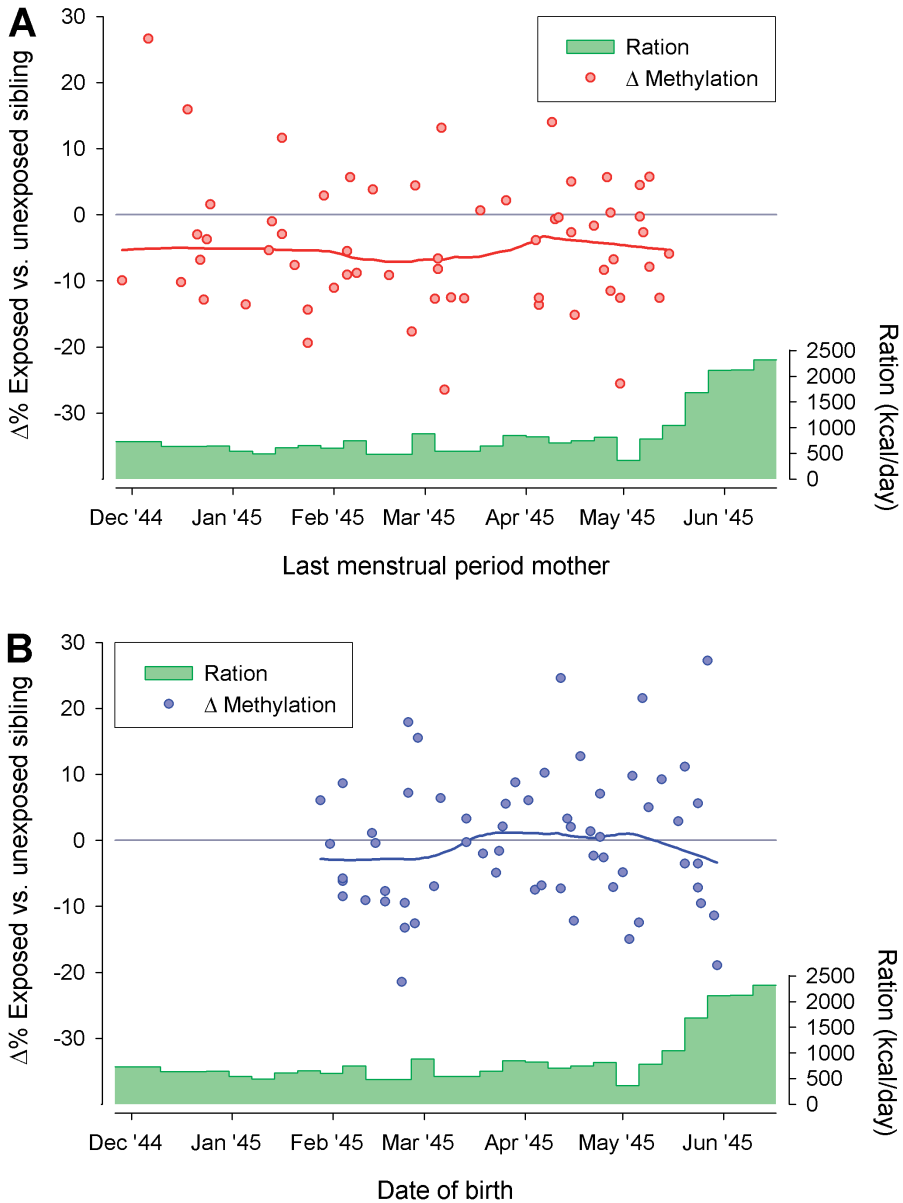 A
Δ% Exposed vs. unexposed sibling
30
20
10
0
-10
-20
-30
Ration
Δ Methylation
2500
2000
1500
1000
500
0
Ration (kcal/day)
Dec '44 Jan '45 Feb '45 Mar '45 Apr '45 May '45 Jun '45
Last menstrual period mother
B
Δ% Exposed vs. unexposed sibling
30
20
10
0
-10
-20
-30
Ration
Δ Methylation
2500
2000
1500
1000
500
0
Ration (kcal/day)
Dec '44 Jan '45 Feb '45 Mar '45 Apr '45 May '45 Jun '45
Date of birth